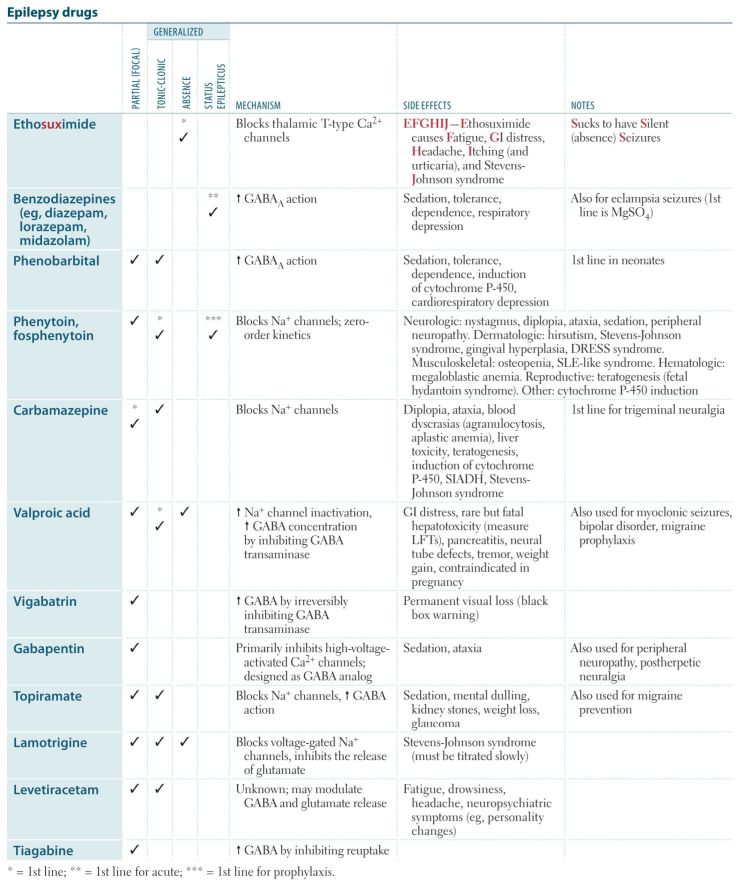 Epilepsy drugs
GENERALIZED
PARTIAL (FOCAL)
TONIC-CLONIC
ABSENCE
STATUS
EPILEPTICUS
MECHANISM
SIDE EFFECTS
NOTES
Ethosuximide
*
✓
Blocks thalamic T-type Ca²⁺
channels
EFGHIJ—Ethosuximide
causes Fatigue, GI distress,
Headache, Itching (and
urticaria), and Stevens-
Johnson syndrome
Sucks to have Silent
(absence) Seizures
Benzodiazepines
(eg, diazepam,
lorazepam,
midazolam)
**
✓
↑ GABA_A action
Sedation, tolerance,
dependence, respiratory
depression
Also for eclampsia seizures (1st
line is MgSO₄)
Phenobarbital
✓ ✓
↑ GABA_A action
Sedation, tolerance,
dependence, induction
of cytochrome P-450,
cardiorespiratory depression
1st line in neonates
Phenytoin,
fosphenytoin
✓ * ***
✓ ✓
Blocks Na⁺ channels; zero-
order kinetics
Neurologic: nystagmus, diplopia, ataxia, sedation, peripheral
neuropathy. Dermatologic: hirsutism, Stevens-Johnson
syndrome, gingival hyperplasia, DRESS syndrome.
Musculoskeletal: osteopenia, SLE-like syndrome. Hematologic:
megaloblastic anemia. Reproductive: teratogenesis (fetal
hydantoin syndrome). Other: cytochrome P-450 induction
Carbamazepine
* ✓
✓
Blocks Na⁺ channels
Diplopia, ataxia, blood
dyscrasias (agranulocytosis,
aplastic anemia), liver
toxicity, teratogenesis,
induction of cytochrome
P-450, SIADH, Stevens-
Johnson syndrome
1st line for trigeminal neuralgia
Valproic acid
✓ * ✓
✓
↑ Na⁺ channel inactivation,
↑ GABA concentration
by inhibiting GABA
transaminase
GI distress, rare but fatal
hepatotoxicity (measure
LFTs), pancreatitis, neural
tube defects, tremor, weight
gain, contraindicated in
pregnancy
Also used for myoclonic seizures,
bipolar disorder, migraine
prophylaxis
Vigabatrin
✓
↑ GABA by irreversibly
inhibiting GABA
transaminase
Permanent visual loss (black
box warning)
Gabapentin
✓
Primarily inhibits high-voltage-
activated Ca²⁺ channels;
designed as GABA analog
Sedation, ataxia
Also used for peripheral
neuropathy, postherpetic
neuralgia
Topiramate
✓ ✓
Blocks Na⁺ channels, ↑ GABA
action
Sedation, mental dulling,
kidney stones, weight loss,
glaucoma
Also used for migraine
prevention
Lamotrigine
✓ ✓ ✓
Blocks voltage-gated Na⁺
channels, inhibits the release
of glutamate
Stevens-Johnson syndrome
(must be titrated slowly)
Levetiracetam
✓ ✓
Unknown; may modulate
GABA and glutamate release
Fatigue, drowsiness,
headache, neuropsychiatric
symptoms (eg, personality
changes)
Tiagabine
✓
↑ GABA by inhibiting reuptake
* = 1st line; ** = 1st line for acute; *** = 1st line for prophylaxis.